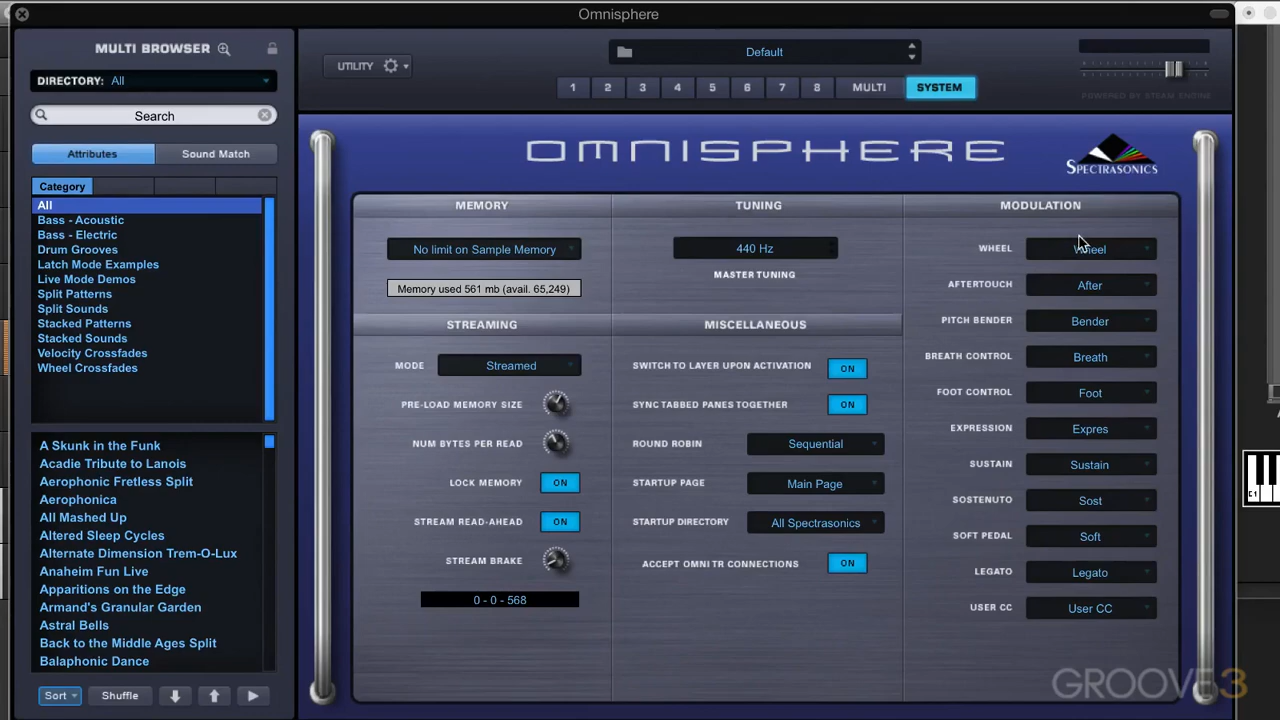 Omnisphere
MULTI BROWSER
DIRECTORY: All
Search
Attributes
Sound Match
Category
All
Bass - Acoustic
Bass - Electric
Drum Grooves
Latch Mode Examples
Live Mode Demos
Split Patterns
Split Sounds
Stacked Patterns
Stacked Sounds
Velocity Crossfades
Wheel Crossfades
A Skunk in the Funk
Acadie Tribute to Lanois
Aerophonic Fretless Split
Aerophonica
All Mashed Up
Altered Sleep Cycles
Alternate Dimension Trem-O-Lux
Anaheim Fun Live
Apparitions on the Edge
Armand's Granular Garden
Astral Bells
Back to the Middle Ages Split
Balaphonic Dance
Sort
Shuffle
UTILITY
Default
1 2 3 4 5 6 7 8 MULTI SYSTEM
POWERED BY STEAM ENGINE
OMNISPHERE
SPECTRASONICS
MEMORY
No limit on Sample Memory
Memory used 561 mb (avail. 65,249)
STREAMING
MODE Streamed
PRE-LOAD MEMORY SIZE
NUM BYTES PER READ
LOCK MEMORY ON
STREAM READ-AHEAD ON
STREAM BRAKE
0 - 0 - 568
TUNING
440 Hz
MASTER TUNING
MISCELLANEOUS
SWITCH TO LAYER UPON ACTIVATION ON
SYNC TABBED PANES TOGETHER ON
ROUND ROBIN Sequential
STARTUP PAGE Main Page
STARTUP DIRECTORY All Spectrasonics
ACCEPT OMNI TR CONNECTIONS ON
MODULATION
WHEEL Wheel
AFTERTOUCH After
PITCH BENDER Bender
BREATH CONTROL Breath
FOOT CONTROL Foot
EXPRESSION Expres
SUSTAIN Sustain
SOSTENUTO Sost
SOFT PEDAL Soft
LEGATO Legato
USER CC User CC
C1
GROOVE3